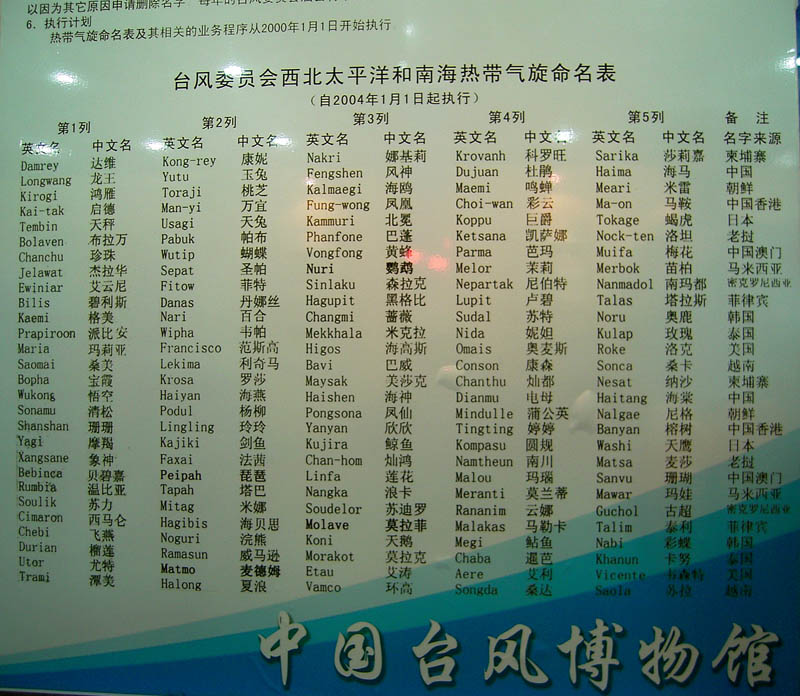 以因为其它原因申请删除名字
6. 执行计划
热带气旋命名表及其相关的业务程序从2000年1月1日开始执行
台风委员会西北太平洋和南海热带气旋命名表
(自2004年1月1日起执行)
第1列 第2列 第3列 第4列 第5列 备 注
英文名 中文名 英文名 中文名 英文名 中文名 英文名 中文名 英文名 中文名 名字来源
Damrey 达维 Kong-rey 康妮 Nakri 娜基莉 Krovanh 科罗旺 Sarika 莎莉嘉 柬埔寨
Longwang 龙王 Yutu 玉兔 Fengshen 风神 Dujuan 杜鹃 Haima 海马 中国
Kirogi 鸿雁 Toraji 桃芝 Kalmaegi 海鸥 Maemi 鸣蝉 Meari 米雷 朝鲜
Kai-tak 启德 Man-yi 万宜 Fung-wong 凤凰 Choi-wan 彩云 Ma-on 马鞍 中国香港
Tembin 天秤 Usagi 天兔 Kammuri 北冕 Koppu 巨爵 Tokage 蝎虎 日本
Bolaven 布拉万 Pabuk 帕布 Phanfone 巴蓬 Ketsana 凯萨娜 Nock-ten 洛坦 老挝
Chanchu 珍珠 Wutip 蝴蝶 Vongfong 黄蜂 Parma 芭玛 Muifa 梅花 中国澳门
Jelawat 杰拉华 Sepat 圣帕 Nuri 鹦鹉 Melor 茉莉 Merbok 苗柏 马来西亚
Ewiniar 艾云尼 Fitow 菲特 Sinlaku 森拉克 Nepartak 尼伯特 Nanmadol 南玛都 密克罗尼西亚
Bilis 碧利斯 Danas 丹娜丝 Hagupit 黑格比 Lupit 卢碧 Talas 塔拉斯 菲律宾
Kaemi 格美 Nari 百合 Changmi 蔷薇 Sudal 苏特 Noru 奥鹿 韩国
Prapiroon 派比安 Wipha 韦帕 Mekkhala 米克拉 Nida 妮妲 Kulap 玫瑰 泰国
Maria 玛莉亚 Francisco 范斯高 Higos 海高斯 Omais 奥麦斯 Roke 洛克 美国
Saomai 桑美 Lekima 利奇马 Bavi 巴威 Conson 康森 Sonca 桑卡 越南
Bopha 宝霞 Krosa 罗莎 Maysak 美莎克 Chanthu 灿都 Nesat 纳沙 柬埔寨
Wukong 悟空 Haiyan 海燕 Haishen 海神 Dianmu 电母 Haitang 海棠 中国
Sonamu 清松 Podul 杨柳 Pongsona 凤仙 Mindulle 蒲公英 Nalgae 尼格 朝鲜
Shanshan 珊珊 Lingling 玲玲 Yanyan 欣欣 Tingting 婷婷 Banyan 榕树 中国香港
Yagi 摩羯 Kajiki 剑鱼 Kujira 鲸鱼 Kompasu 圆规 Washi 天鹰 日本
Xangsane 象神 Faxai 法茜 Chan-hom 灿鸿 Namtheun 南川 Matsa 麦莎 老挝
Bebinca 贝碧嘉 Peipah 琵琶 Linfa 莲花 Malou 玛瑙 Sanvu 珊瑚 中国澳门
Rumbia 温比亚 Tapah 塔巴 Nangka 浪卡 Meranti 莫兰蒂 Mawar 玛娃 马来西亚
Soulik 苏力 Mitag 米娜 Soudelor 苏迪罗 Rananim 云娜 Guchol 古超 密克罗尼西亚
Cimaron 西马仑 Hagibis 海贝思 Molave 莫拉菲 Malakas 马勒卡 Talim 泰利 菲律宾
Chebi 飞燕 Noguri 浣熊 Koni 天鹅 Megi 鲇鱼 Nabi 彩蝶 韩国
Durian 榴莲 Ramasun 威马逊 Morakot 莫拉克 Chaba 暹芭 Khanun 卡努 泰国
Utor 尤特 Matmo 麦德姆 Etau 艾涛 Aere 艾利 Vicente 韦森特 美国
Trami 潭美 Halong 夏浪 Vamco 环高 Songda 桑达 Saola 苏拉 越南
中国台风博物馆